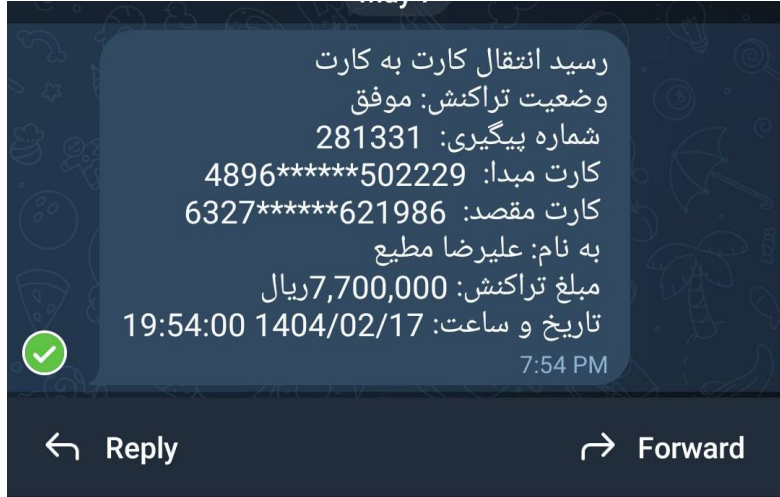 رسید انتقال کارت به کارت
وضعیت تراکنش: موفق
شماره پیگیری: 281331
کارت مبدا: 502229******4896
کارت مقصد: 621986******6327
به نام: علیرضا مطیع
مبلغ تراکنش: 7,700,000ریال
تاریخ و ساعت: 1404/02/17 19:54:00
7:54 PM
Reply
Forward